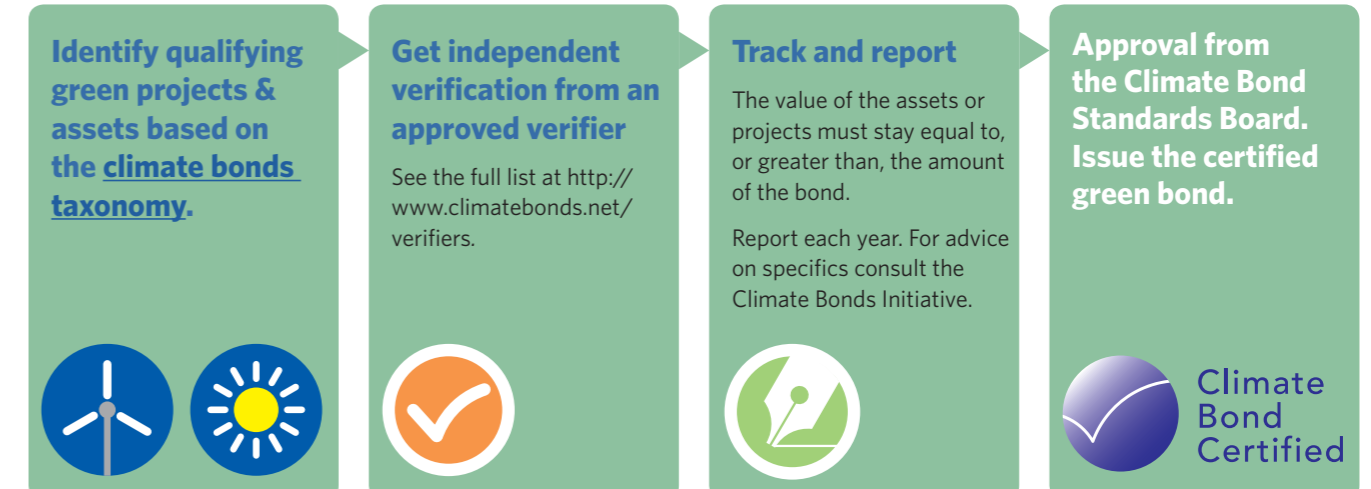 Identify qualifying
green projects &
assets based on
the climate bonds
taxonomy.
Get independent
verification from an
approved verifier
See the full list at http://
www.climatebonds.net/
verifiers.
Track and report
The value of the assets or
projects must stay equal to,
or greater than, the amount
of the bond.
Report each year. For advice
on specifics consult the
Climate Bonds Initiative.
Approval from
the Climate Bond
Standards Board.
Issue the certified
green bond.
Climate
Bond
Certified